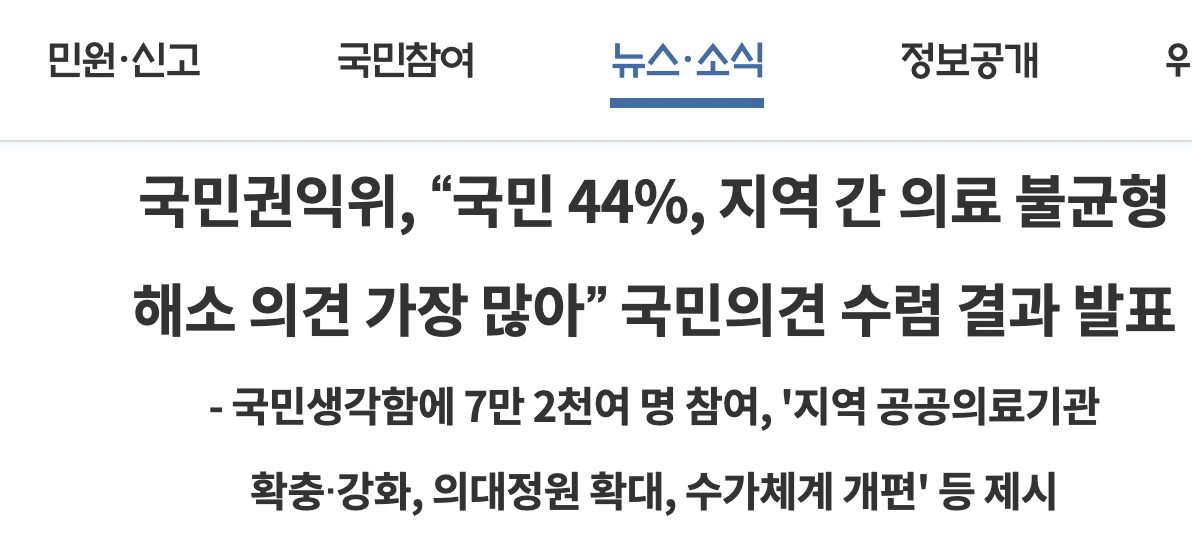 민원·신고 국민참여 뉴스·소식 정보공개
국민권익위, “국민 44%, 지역 간 의료 불균형
해소 의견 가장 많아” 국민의견 수렴 결과 발표
- 국민생각함에 7만 2천여 명 참여, '지역 공공의료기관
확충·강화, 의대정원 확대, 수가체계 개편' 등 제시